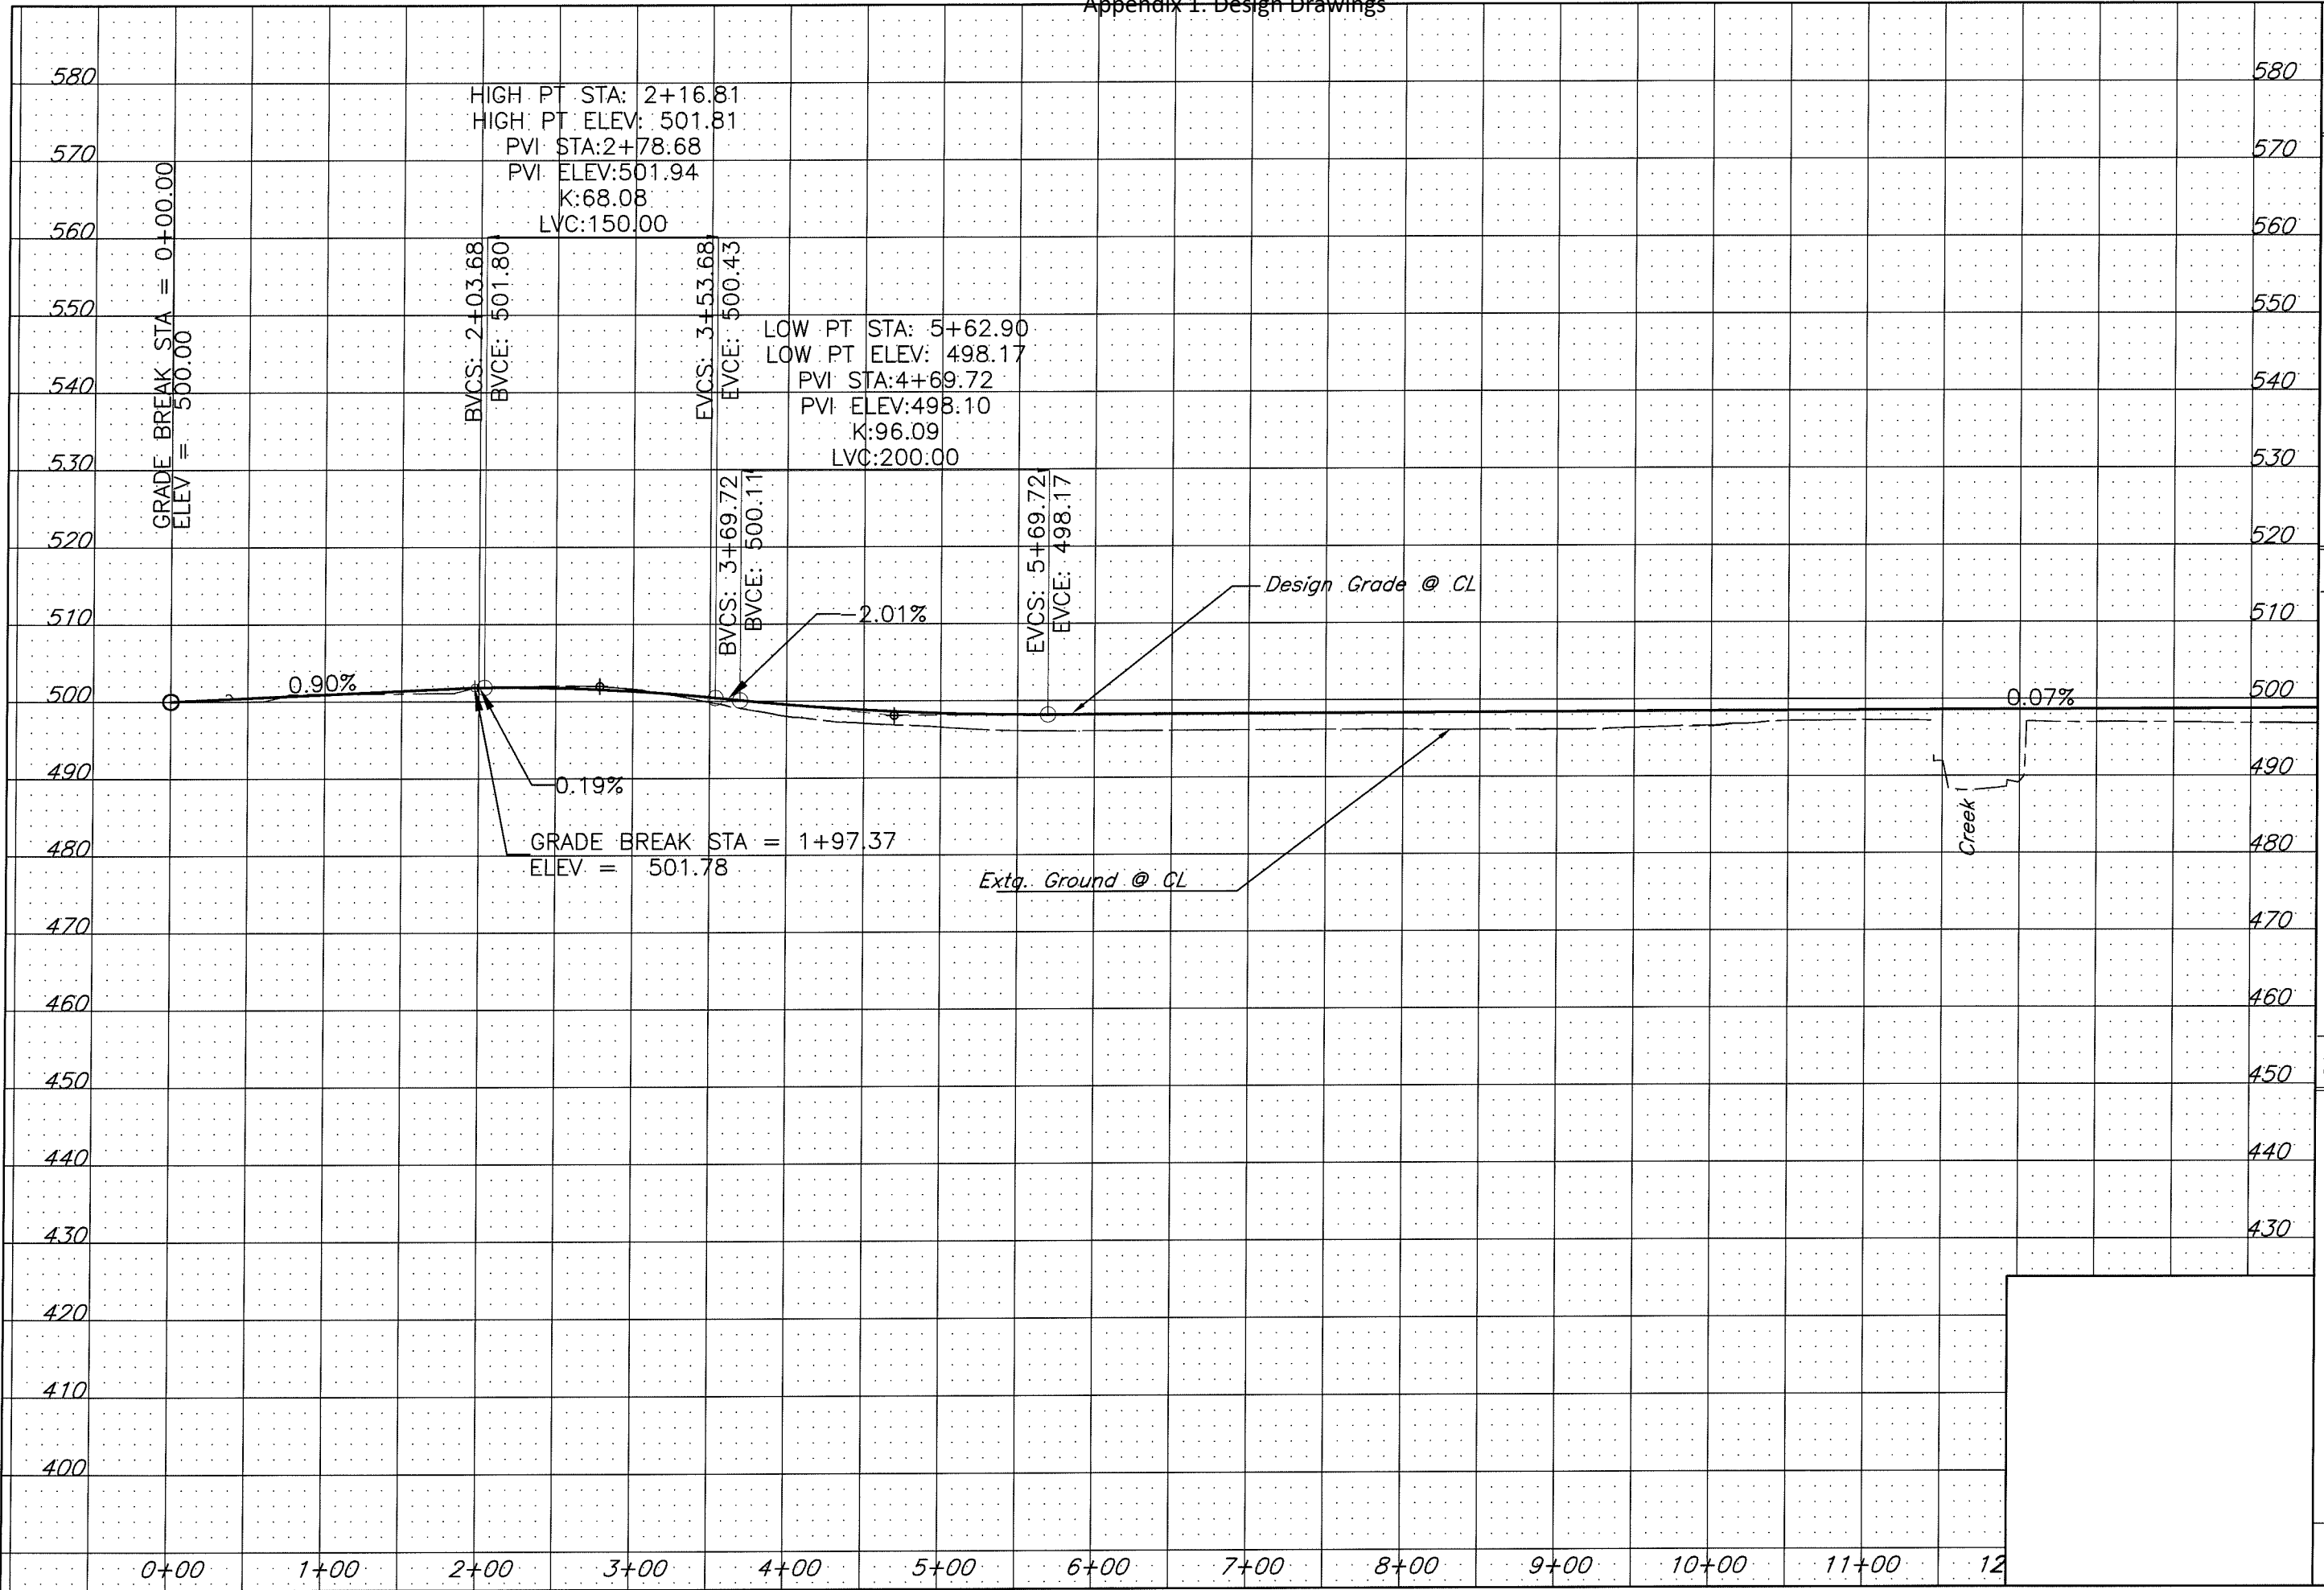 Appendix 1. Design Drawings
580
570
560
550
540
530
520
510
500
490
480
470
460
450
440
430
420
410
400
GRADE BREAK STA = 0+00.00
ELEV = 500.00
HIGH PT STA: 2+16.81
HIGH PT ELEV: 501.81
PVI STA:2+78.68
PVI ELEV:501.94
K:68.08
LVC:150.00
BVCS: 2+03.68
BVCE: 501.80
EVCS: 3+53.68
EVCE: 500.43
LOW PT STA: 5+62.90
LOW PT ELEV: 498.17
PVI STA:4+69.72
PVI ELEV:498.10
K:96.09
LVC:200.00
BVCS: 3+69.72
BVCE: 500.11
EVCS: 5+69.72
EVCE: 498.17
Design Grade @ CL
-2.01%
0.90%
0.07%
0.19%
GRADE BREAK STA = 1+97.37
ELEV = 501.78
Extg. Ground @ CL
Creek
580
570
560
550
540
530
520
510
500
490
480
470
460
450
440
430
0+00 1+00 2+00 3+00 4+00 5+00 6+00 7+00 8+00 9+00 10+00 11+00 12